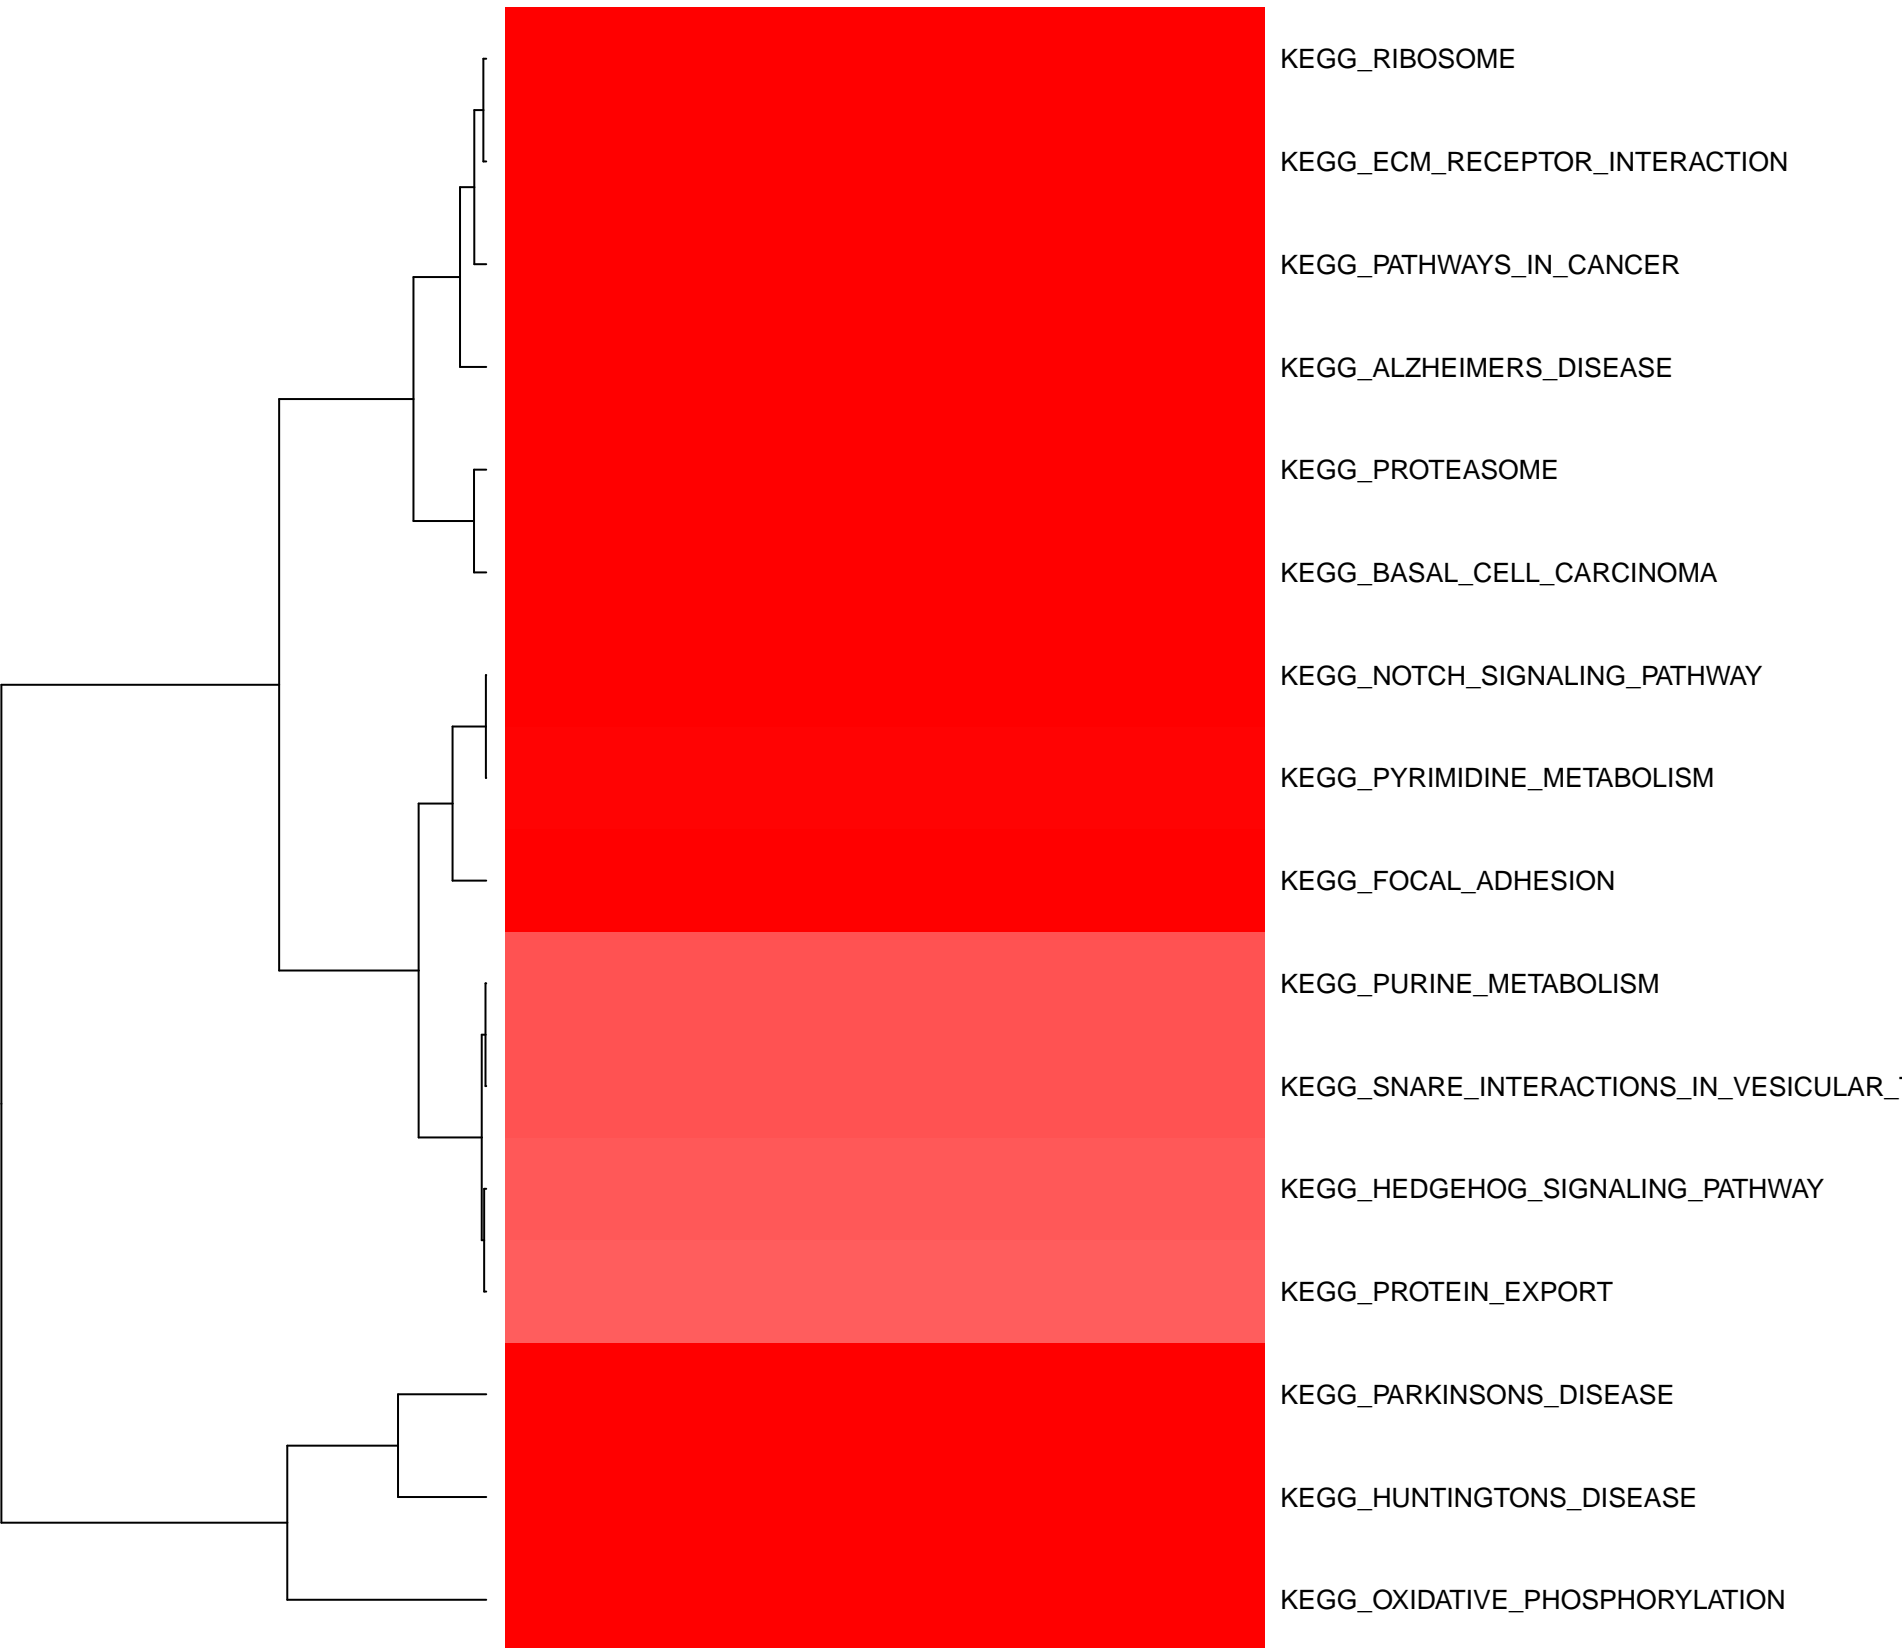 KEGG_RIBOSOME
KEGG_ECM_RECEPTOR_INTERACTION
KEGG_PATHWAYS_IN_CANCER
KEGG_ALZHEIMERS_DISEASE
KEGG_PROTEASOME
KEGG_BASAL_CELL_CARCINOMA
KEGG_NOTCH_SIGNALING_PATHWAY
KEGG_PYRIMIDINE_METABOLISM
KEGG_FOCAL_ADHESION
KEGG_PURINE_METABOLISM
KEGG_SNARE_INTERACTIONS_IN_VESICULAR_
KEGG_HEDGEHOG_SIGNALING_PATHWAY
KEGG_PROTEIN_EXPORT
KEGG_PARKINSONS_DISEASE
KEGG_HUNTINGTONS_DISEASE
KEGG_OXIDATIVE_PHOSPHORYLATION